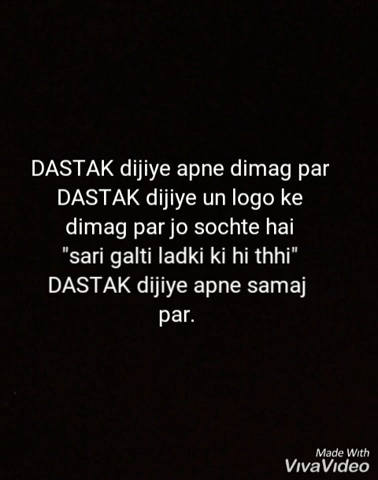 DASTAK dijiye apne dimag par
DASTAK dijiye un logo ke
dimag par jo sochte hai
"sari galti ladki ki hi thhi"
DASTAK dijiye apne samaj
par.
Made With
VivaVideo